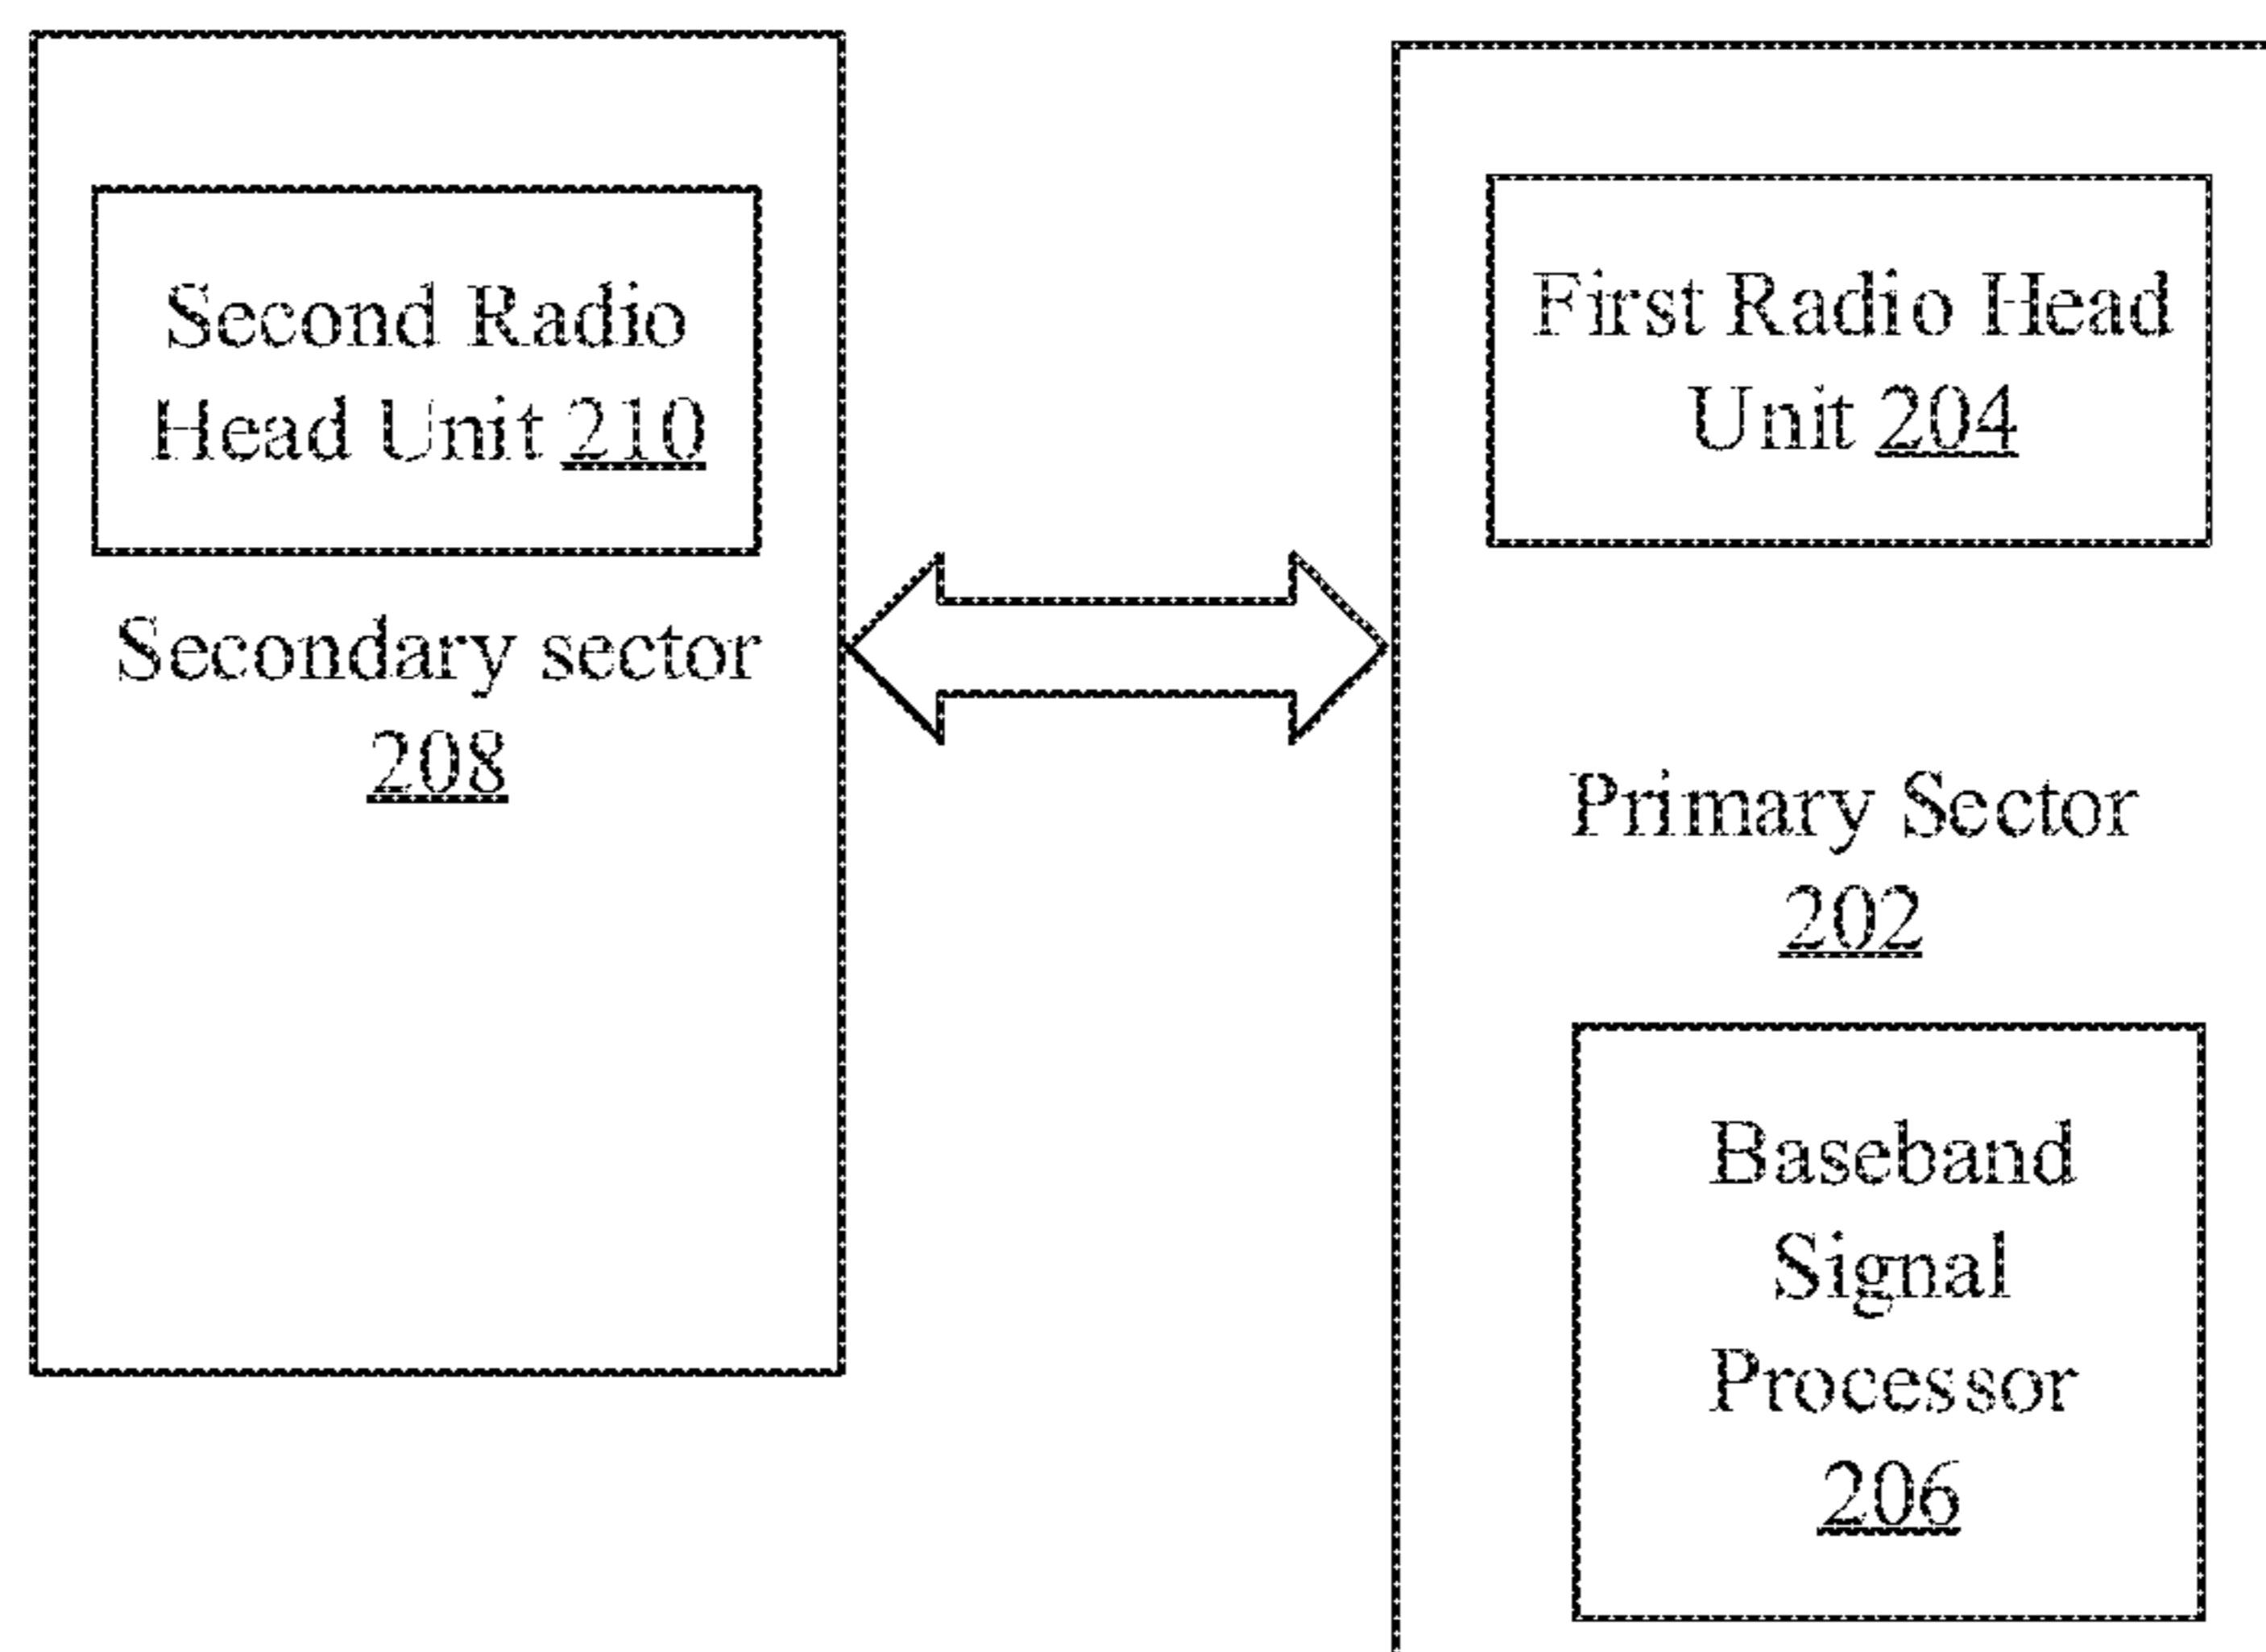 Second Radio
Head Unit 210
Secondary sector
208
First Radio Head
Unit 204
Primary Sector
202
Baseband
Signal
Processor
206